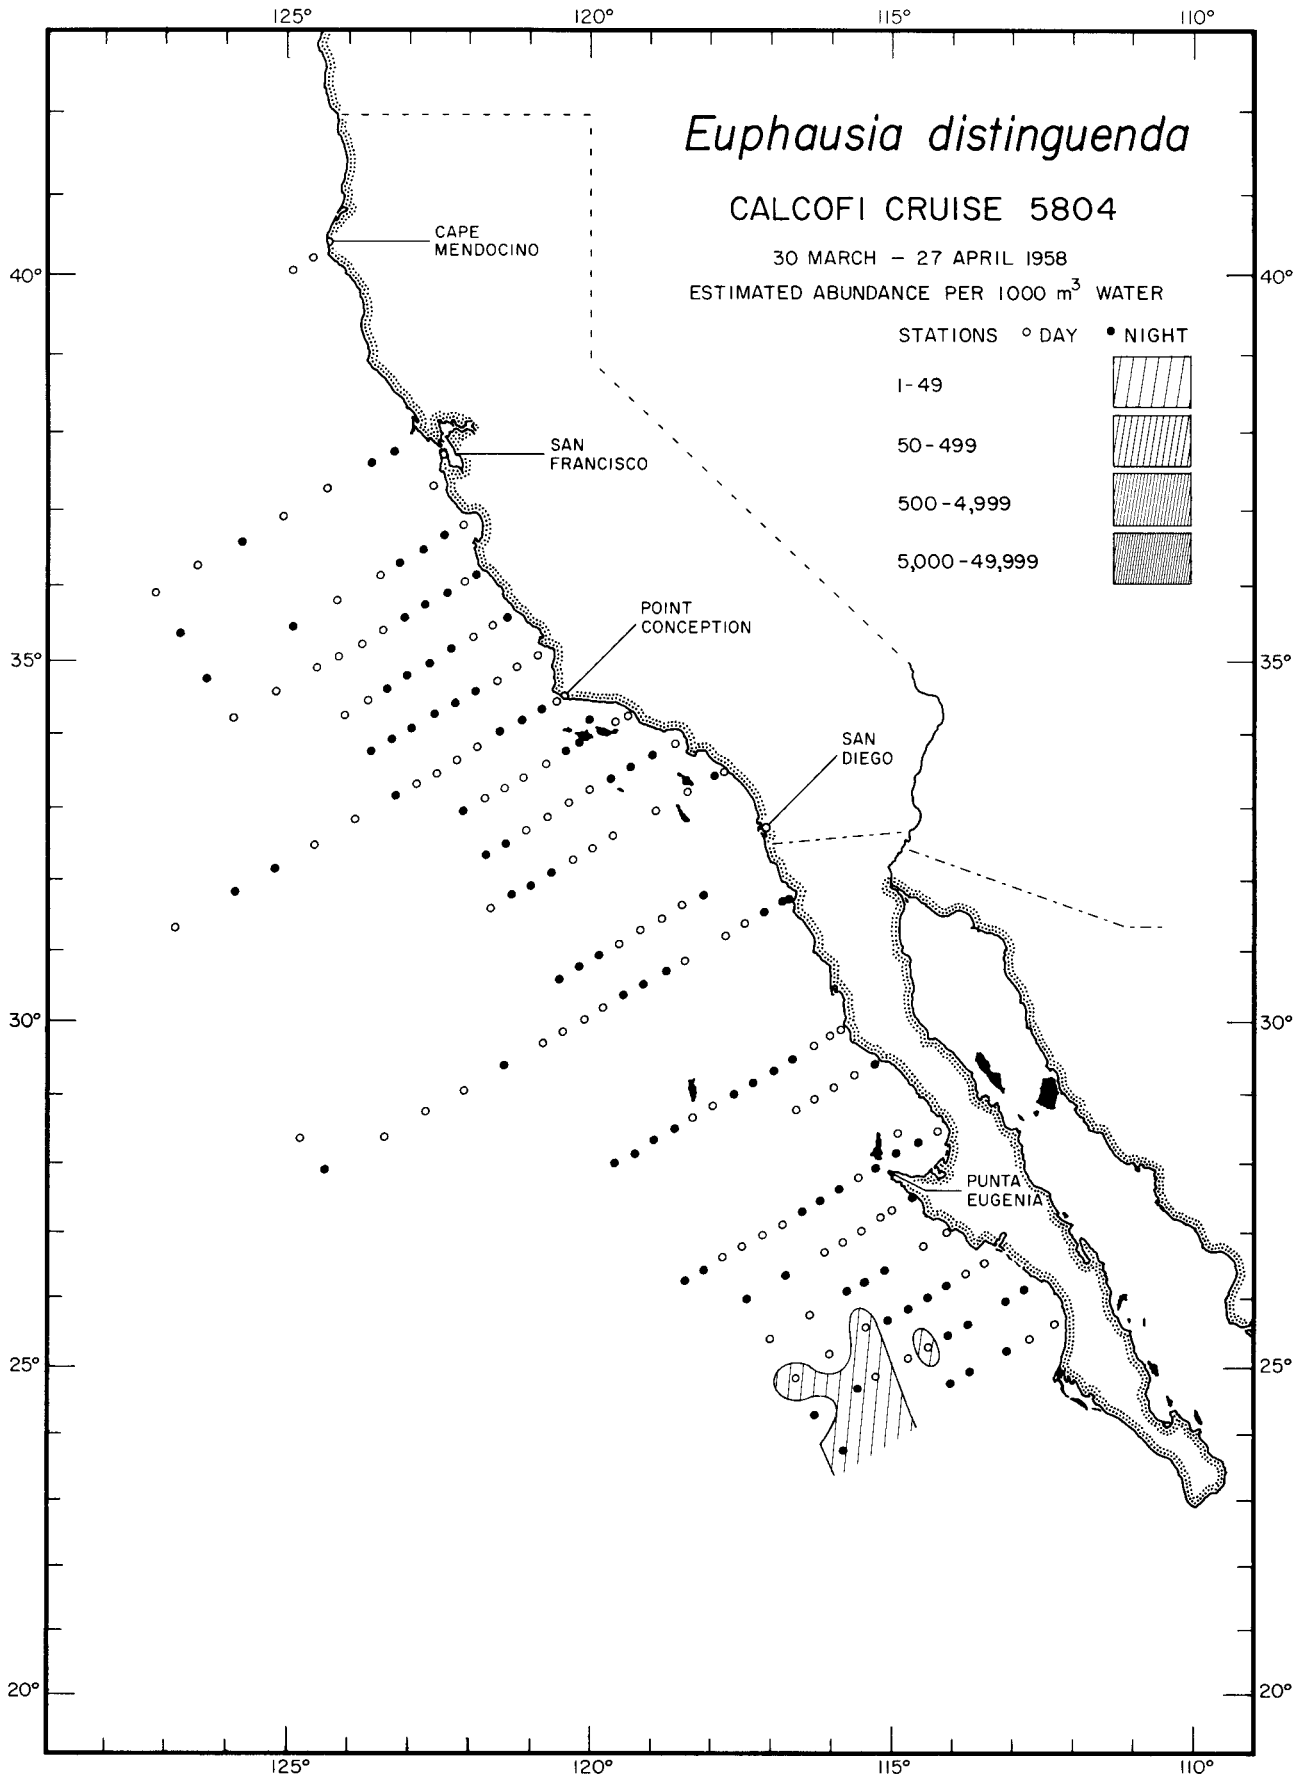 125° 120° 115° 110°
Euphausia distinguenda
CALCOFI CRUISE 5804
30 MARCH – 27 APRIL 1958
ESTIMATED ABUNDANCE PER 1000 m³ WATER
STATIONS ○ DAY ● NIGHT
1-49
50-499
500-4,999
5,000-49,999
CAPE
MENDOCINO
40° 40°
SAN
FRANCISCO
POINT
CONCEPTION
35° 35°
SAN
DIEGO
30° 30°
PUNTA
EUGENIA
25° 25°
20° 20°
125° 120° 115° 110°